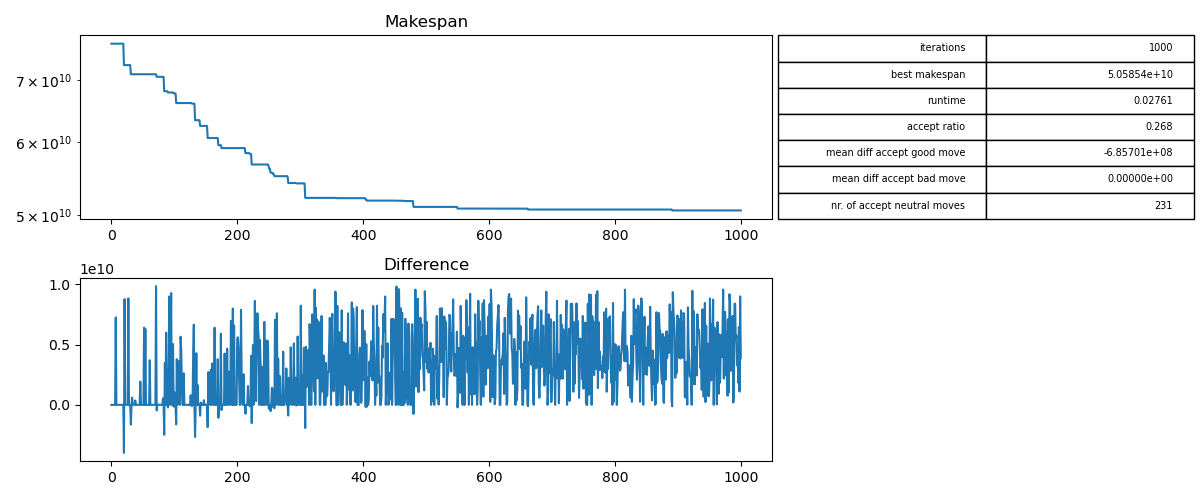 Makespan
7 × 10^10
6 × 10^10
5 × 10^10
0 200 400 600 800 1000
iterations 1000
best makespan 5.05854e+10
runtime 0.02761
accept ratio 0.268
mean diff accept good move -6.85701e+08
mean diff accept bad move 0.00000e+00
nr. of accept neutral moves 231
Difference
1e10
1.0
0.5
0.0
0 200 400 600 800 1000